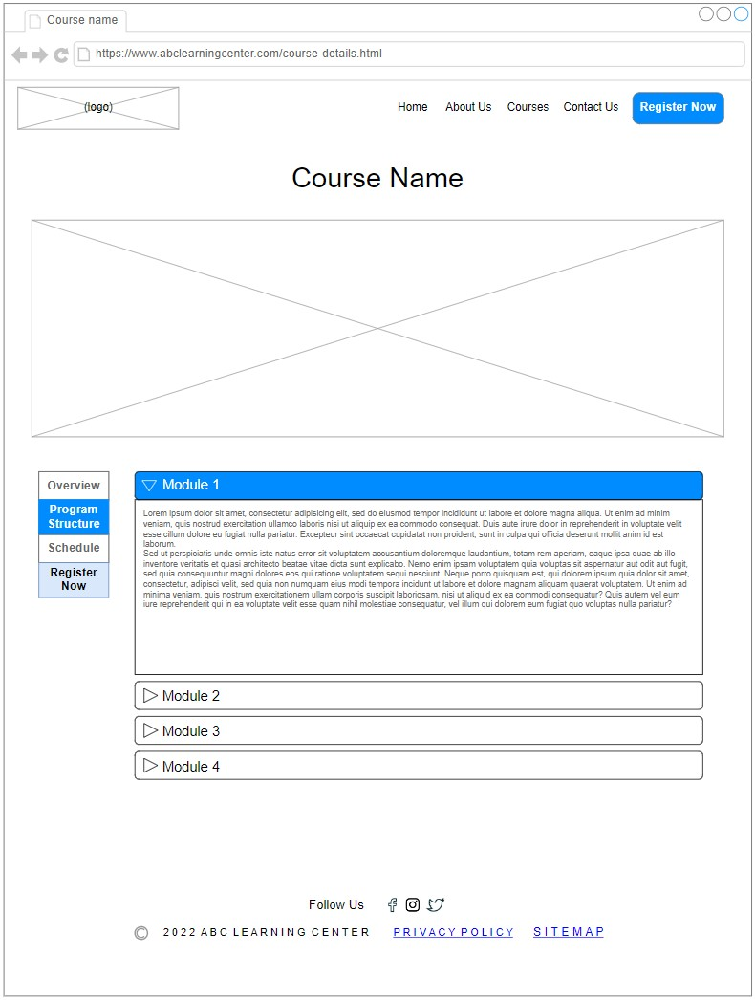 Course name
https://www.abclearningcenter.com/course-details.html
(logo)
Home About Us Courses Contact Us Register Now
Course Name
Overview
Program
Structure
Schedule
Register
Now
Module 1
Lorem ipsum dolor sit amet, consectetur adipisicing elit, sed do eiusmod tempor incididunt ut labore et dolore magna aliqua. Ut enim ad minim
veniam, quis nostrud exercitation ullamco laboris nisi ut aliquip ex ea commodo consequat. Duis aute irure dolor in reprehenderit in voluptate velit
esse cillum dolore eu fugiat nulla pariatur. Excepteur sint occaecat cupidatat non proident, sunt in culpa qui officia deserunt mollit anim id est
laborum.
Sed ut perspiciatis unde omnis iste natus error sit voluptatem accusantium doloremque laudantium, totam rem aperiam, eaque ipsa quae ab illo
inventore veritatis et quasi architecto beatae vitae dicta sunt explicabo. Nemo enim ipsam voluptatem quia voluptas sit aspernatur aut odit aut fugit,
sed quia consequuntur magni dolores eos qui ratione voluptatem sequi nesciunt. Neque porro quisquam est, qui dolorem ipsum quia dolor sit amet,
consectetur, adipisci velit, sed quia non numquam eius modi tempora incidunt ut labore et dolore magnam aliquam quaerat voluptatem. Ut enim ad
minima veniam, quis nostrum exercitationem ullam corporis suscipit laboriosam, nisi ut aliquid ex ea commodi consequatur? Quis autem vel eum
iure reprehenderit qui in ea voluptate velit esse quam nihil molestiae consequatur, vel illum qui dolorem eum fugiat quo voluptas nulla pariatur?
Module 2
Module 3
Module 4
Follow Us
© 2022 ABC LEARNING CENTER PRIVACY POLICY SITEMAP